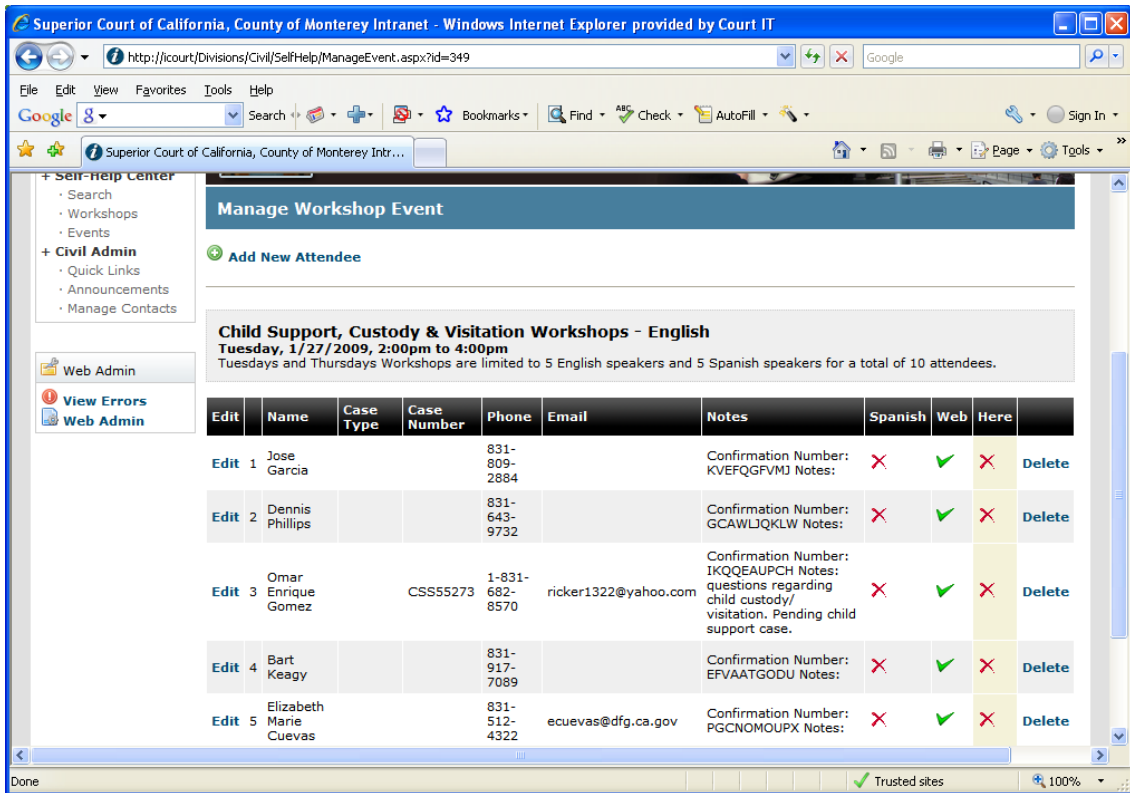 Superior Court of California, County of Monterey Intranet - Windows Internet Explorer provided by Court IT
http://icourt/Divisions/Civil/SelfHelp/ManageEvent.aspx?id=349
Google
File Edit View Favorites Tools Help
Google Search Bookmarks Find Check AutoFill Sign In
Superior Court of California, County of Monterey Intr...
Page Tools
+ Self-Help Center
· Search
· Workshops
· Events
+ Civil Admin
· Quick Links
· Announcements
· Manage Contacts
Web Admin
View Errors
Web Admin
Manage Workshop Event
Add New Attendee
Child Support, Custody & Visitation Workshops - English
Tuesday, 1/27/2009, 2:00pm to 4:00pm
Tuesdays and Thursdays Workshops are limited to 5 English speakers and 5 Spanish speakers for a total of 10 attendees.
Edit Name Case Type Case Number Phone Email Notes Spanish Web Here
Edit 1 Jose Garcia 831-809-2884 Confirmation Number: KVEFQGFVMJ Notes: Delete
Edit 2 Dennis Phillips 831-643-9732 Confirmation Number: GCAWLJQKLW Notes: Delete
Edit 3 Omar Enrique Gomez CSS55273 1-831-682-8570 ricker1322@yahoo.com Confirmation Number: IKQQEAUPCH Notes: questions regarding child custody/ visitation. Pending child support case. Delete
Edit 4 Bart Keagy 831-917-7089 Confirmation Number: EFVAATGODU Notes: Delete
Edit 5 Elizabeth Marie Cuevas 831-512-4322 ecuevas@dfg.ca.gov Confirmation Number: PGCNOMOUPX Notes: Delete
Done Trusted sites 100%